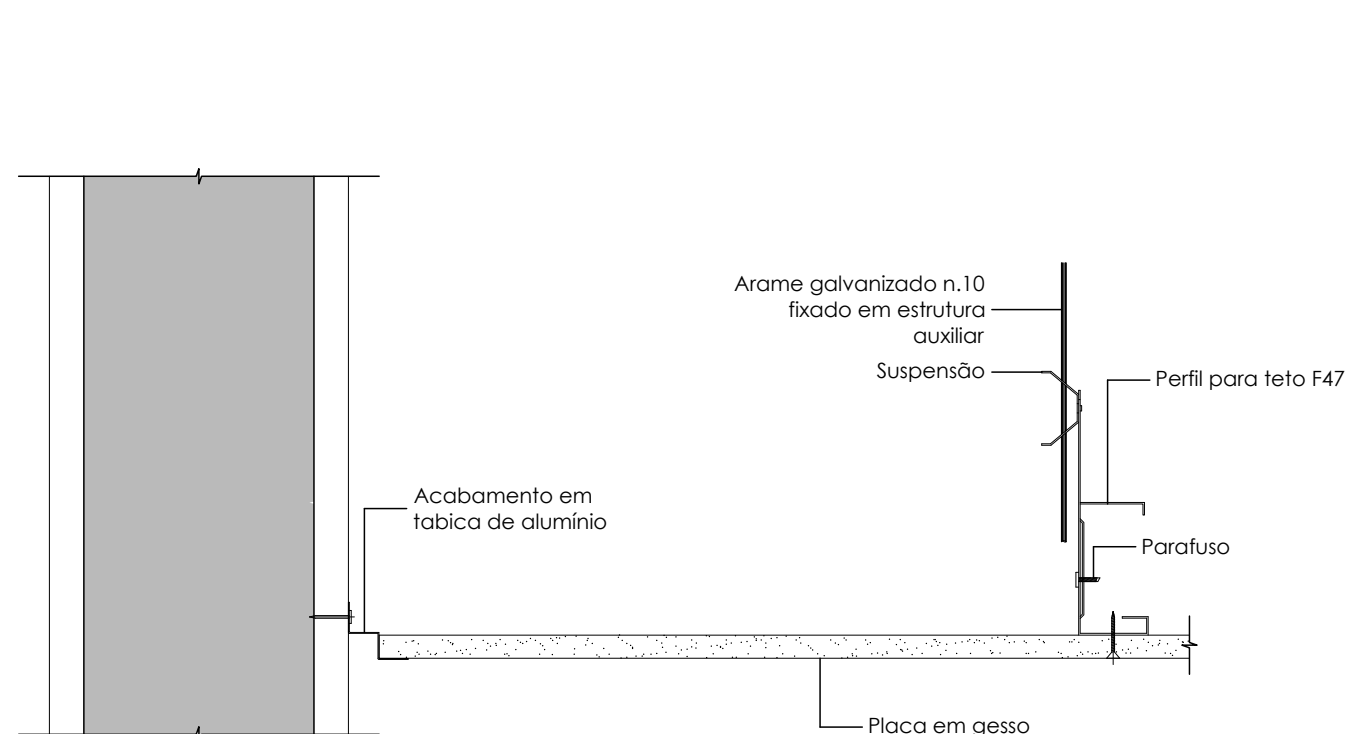 Arame galvanizado n.10
fixado em estrutura
auxiliar
Suspensão
Perfil para teto F47
Acabamento em
tabica de alumínio
Parafuso
Placa em gesso